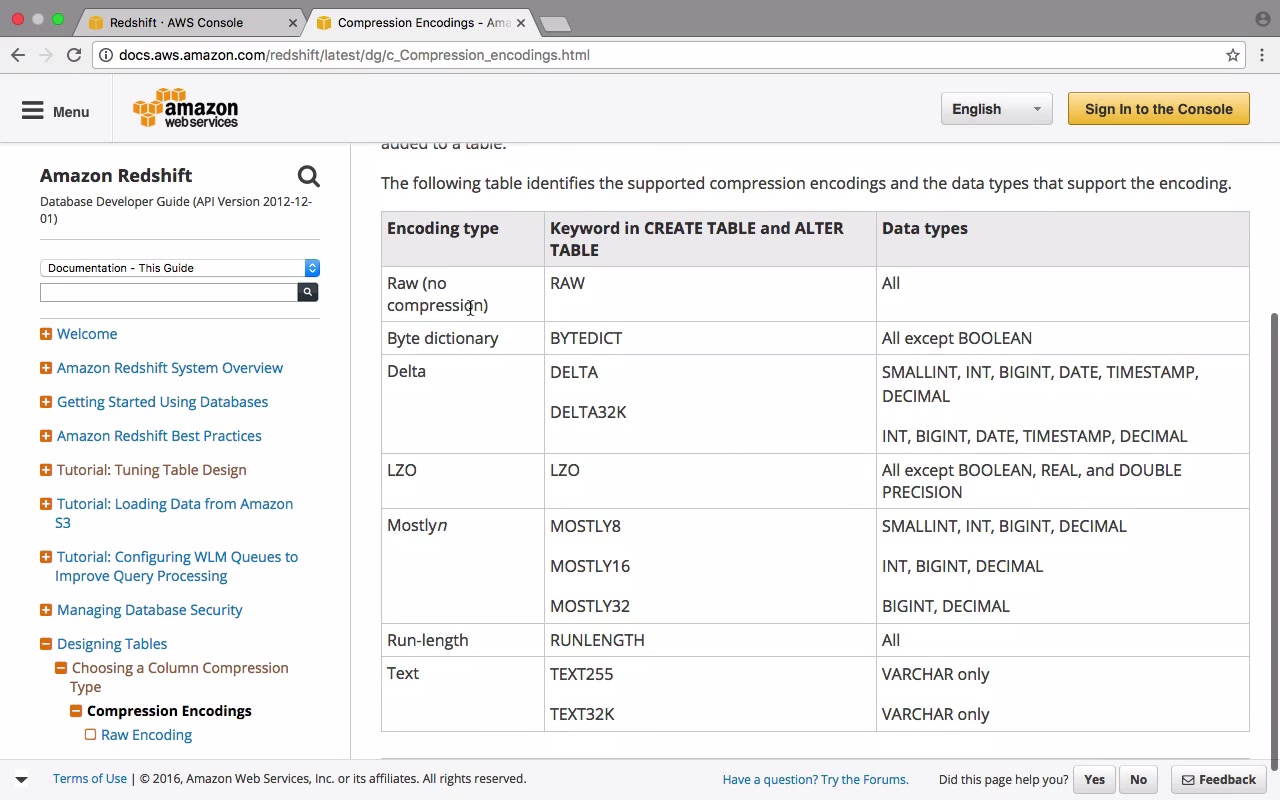 Redshift · AWS Console
Compression Encodings - Ama
docs.aws.amazon.com/redshift/latest/dg/c_Compression_encodings.html
Menu
amazon
web services
English
Sign In to the Console
Amazon Redshift
Database Developer Guide (API Version 2012-12-
01)
Documentation - This Guide
Welcome
Amazon Redshift System Overview
Getting Started Using Databases
Amazon Redshift Best Practices
Tutorial: Tuning Table Design
Tutorial: Loading Data from Amazon
S3
Tutorial: Configuring WLM Queues to
Improve Query Processing
Managing Database Security
Designing Tables
Choosing a Column Compression
Type
Compression Encodings
Raw Encoding
added to a table.
The following table identifies the supported compression encodings and the data types that support the encoding.
Encoding type
Keyword in CREATE TABLE and ALTER
TABLE
Data types
Raw (no
compression)
RAW
All
Byte dictionary
BYTEDICT
All except BOOLEAN
Delta
DELTA
SMALLINT, INT, BIGINT, DATE, TIMESTAMP,
DECIMAL
DELTA32K
INT, BIGINT, DATE, TIMESTAMP, DECIMAL
LZO
LZO
All except BOOLEAN, REAL, and DOUBLE
PRECISION
Mostlyn
MOSTLY8
SMALLINT, INT, BIGINT, DECIMAL
MOSTLY16
INT, BIGINT, DECIMAL
MOSTLY32
BIGINT, DECIMAL
Run-length
RUNLENGTH
All
Text
TEXT255
VARCHAR only
TEXT32K
VARCHAR only
Terms of Use | © 2016, Amazon Web Services, Inc. or its affiliates. All rights reserved.
Have a question? Try the Forums.
Did this page help you?
Yes
No
Feedback